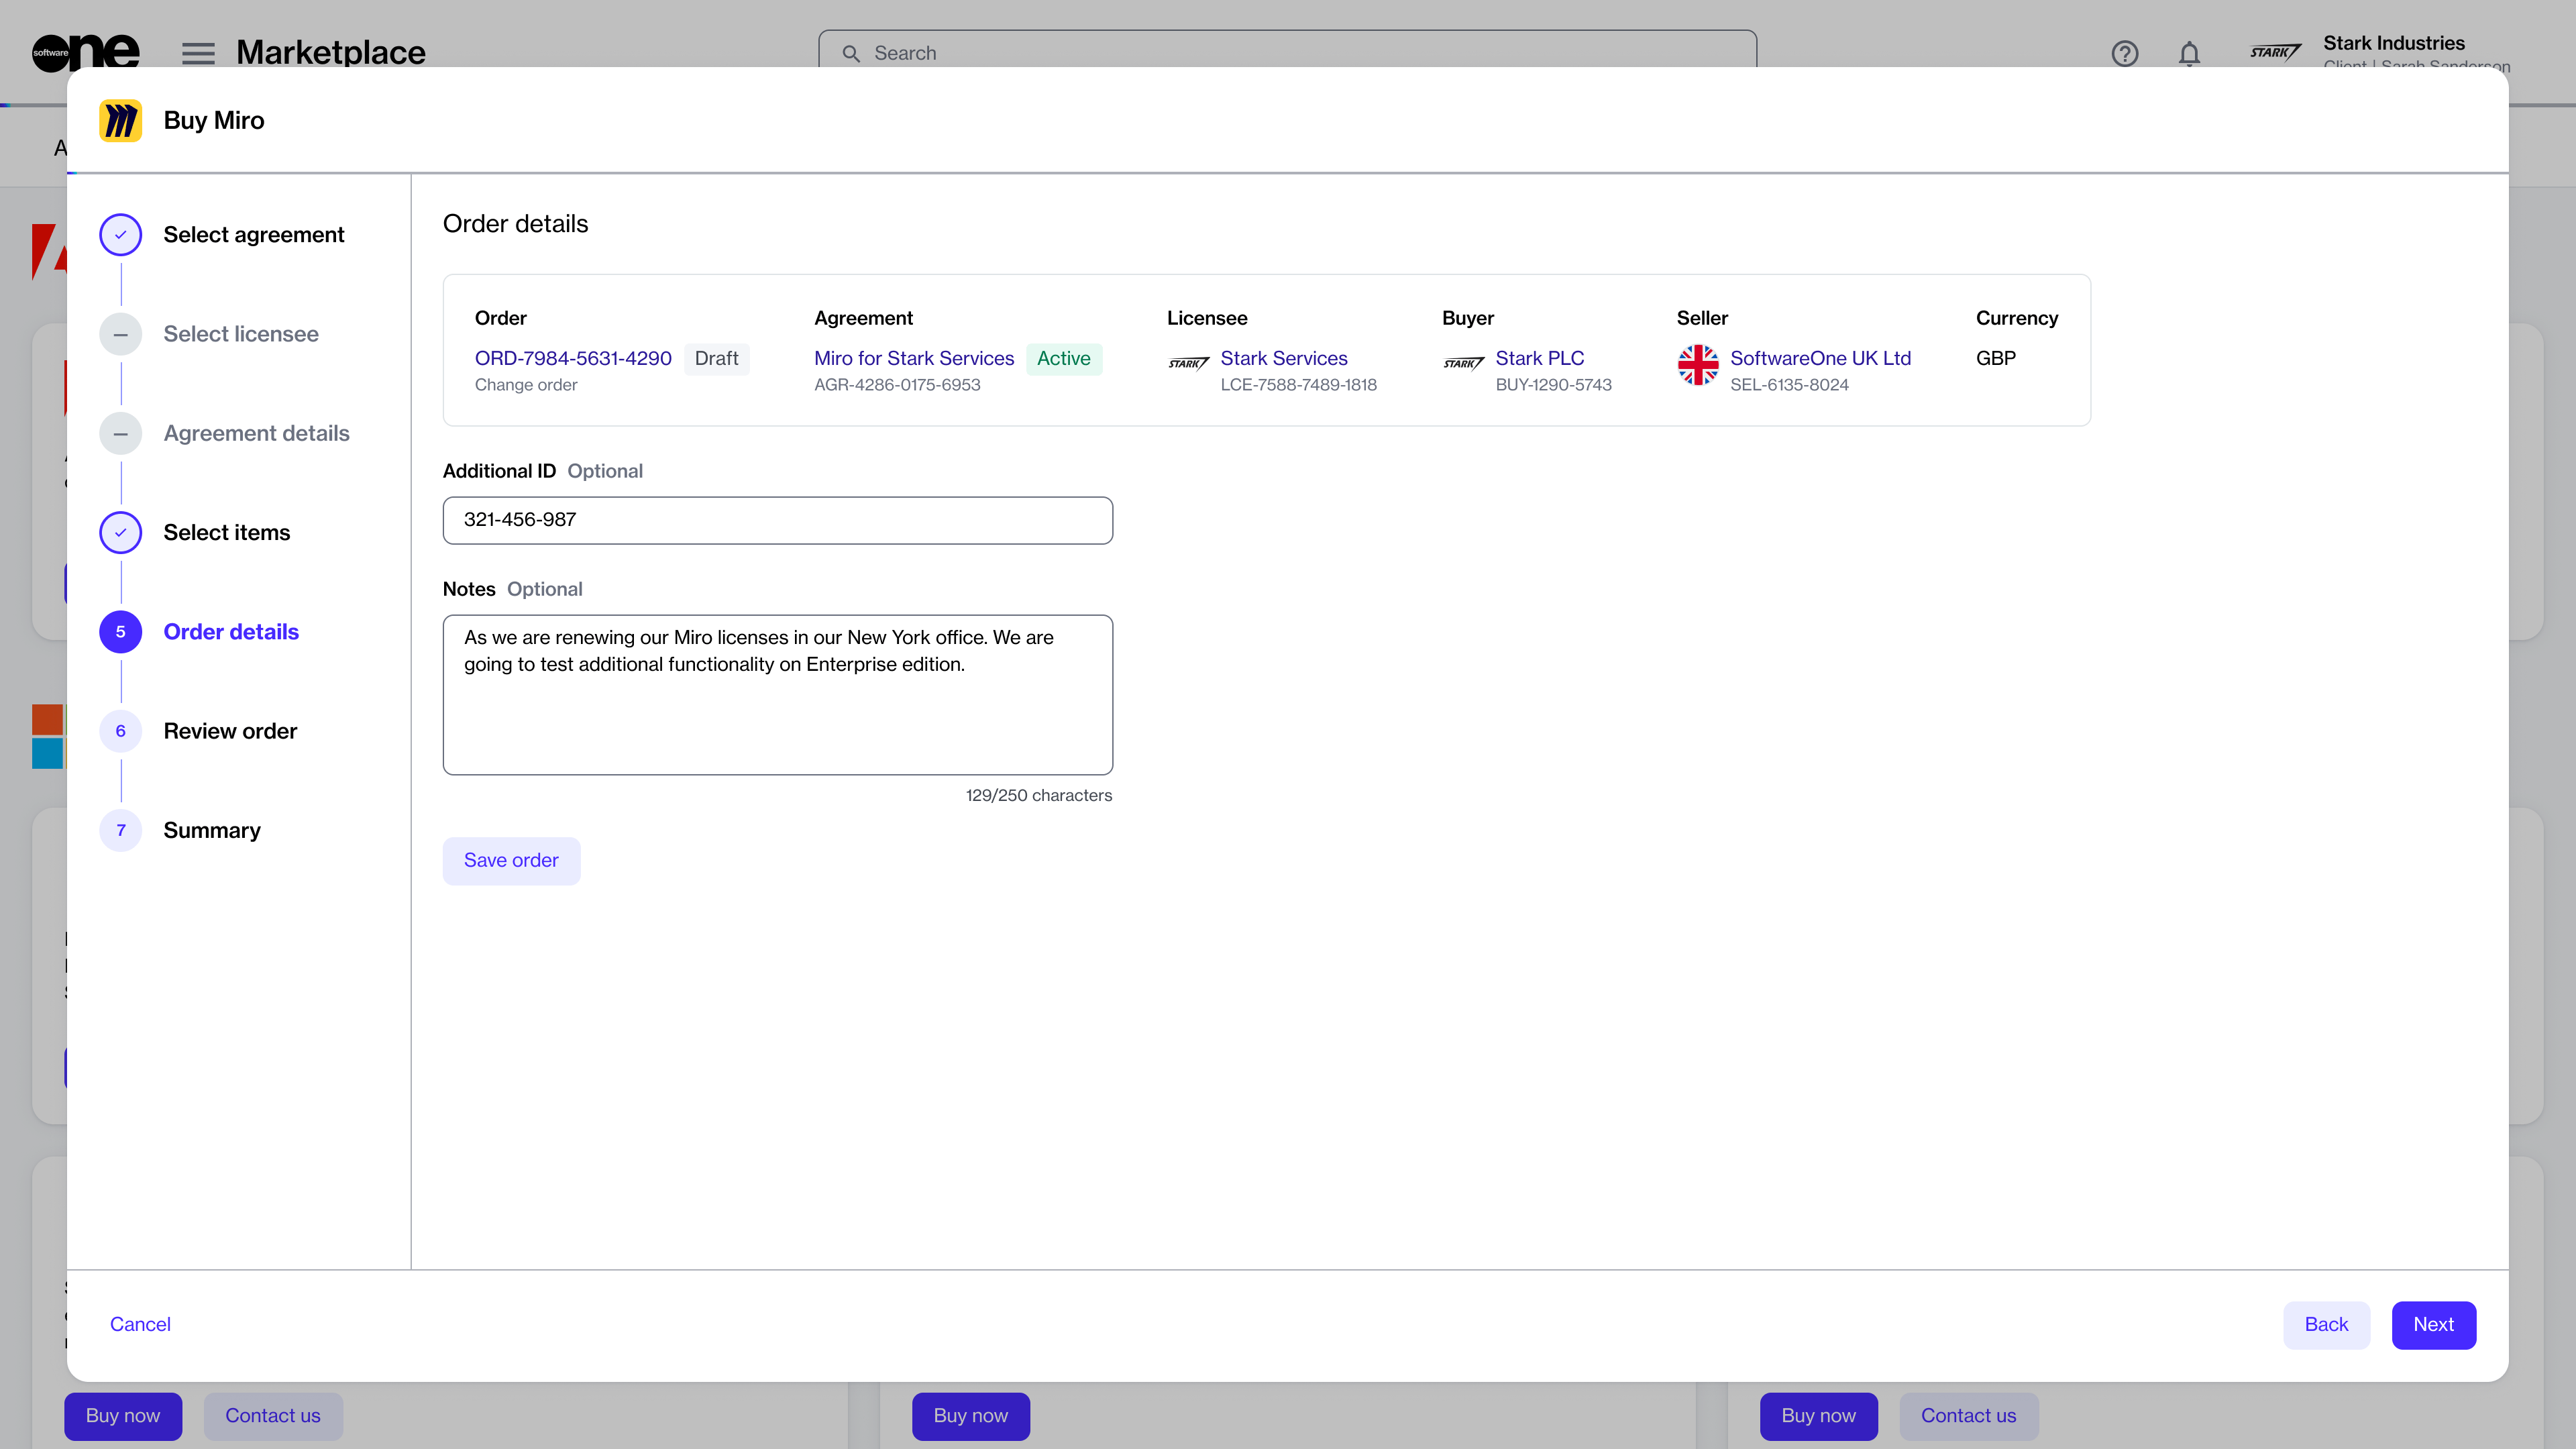 software one
Marketplace
Search
Stark Industries
Client | Sarah Sanderson
STARK
Buy Miro
Select agreement
Select licensee
Agreement details
Select items
5 Order details
6 Review order
7 Summary
Order details
Order
ORD-7984-5631-4290 Draft
Change order
Agreement
Miro for Stark Services Active
AGR-4286-0175-6953
Licensee
STARK Stark Services
LCE-7588-7489-1818
Buyer
STARK Stark PLC
BUY-1290-5743
Seller
SoftwareOne UK Ltd
SEL-6135-8024
Currency
GBP
Additional ID Optional
321-456-987
Notes Optional
As we are renewing our Miro licenses in our New York office. We are
going to test additional functionality on Enterprise edition.
129/250 characters
Save order
Cancel
Back
Next
Buy now Contact us
Buy now
Buy now Contact us